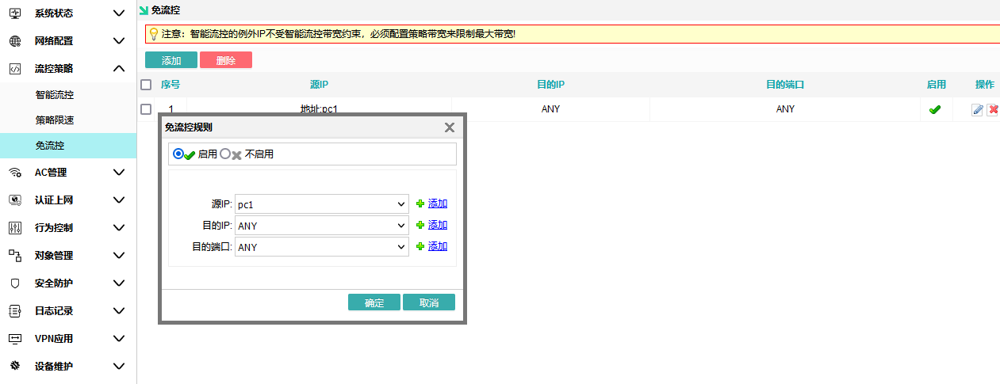 系统状态
网络配置
流控策略
智能流控
策略限速
免流控
AC管理
认证上网
行为控制
对象管理
安全防护
日志记录
VPN应用
设备维护
免流控
注意：智能流控的例外IP不受智能流控带宽约束，必须配置策略带宽来限制最大带宽!
添加 删除
序号 源IP 目的IP 目的端口 启用 操作
1 地址:pc1 ANY ANY
免流控规则
启用 不启用
源IP: pc1 添加
目的IP: ANY 添加
目的端口: ANY 添加
确定 取消